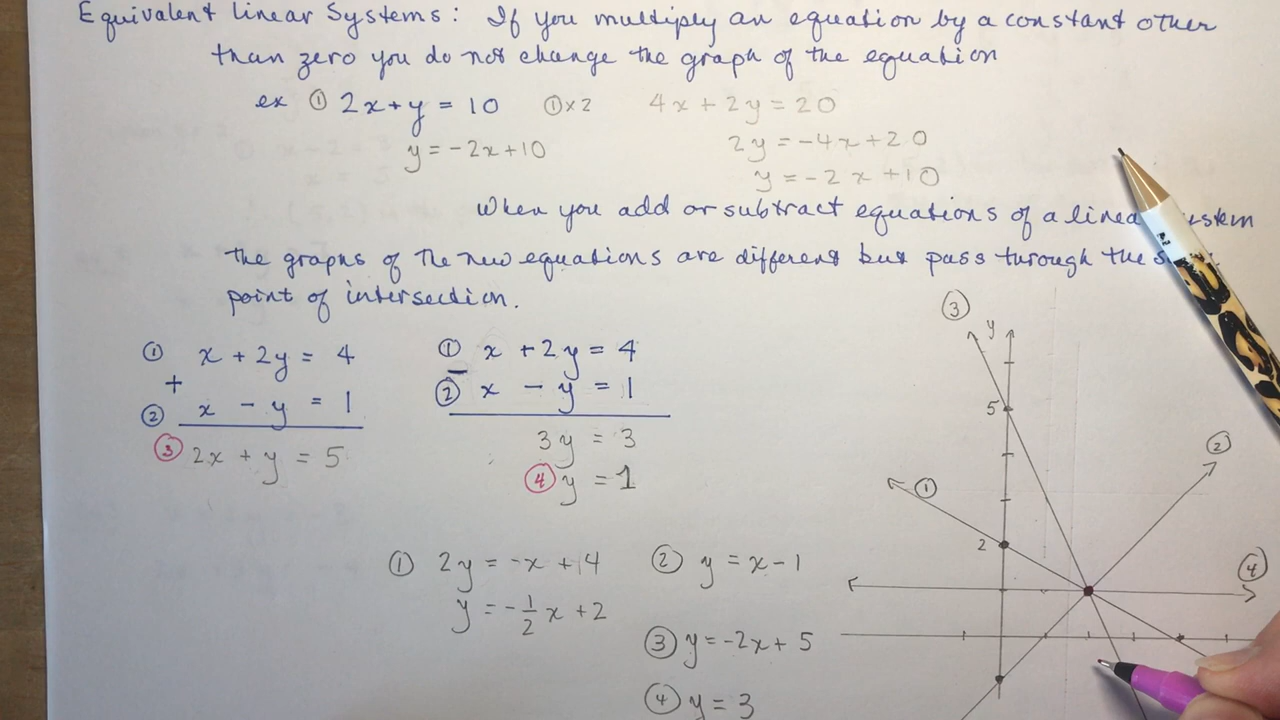 Equivalent Linear Systems: If you multiply an equation by a constant other
than zero you do not change the graph of the equation
ex ① 2x+y = 10 ①×2 4x + 2y = 20
y = -2x+10 2y = -4x+20
y = -2x +10
When you add or subtract equations of a linear
the graphs of the new equations are different but pass through the
point of intersection.
① x + 2y = 4
+
② x - y = 1
③ 2x + y = 5
① x + 2y = 4
-
② x - y = 1
3y = 3
④ y = 1
① 2y = -x + 14
y = -1/2 x + 2
② y = x - 1
③ y = -2x + 5
④ y = 3
③ y
5
②
①
2
④